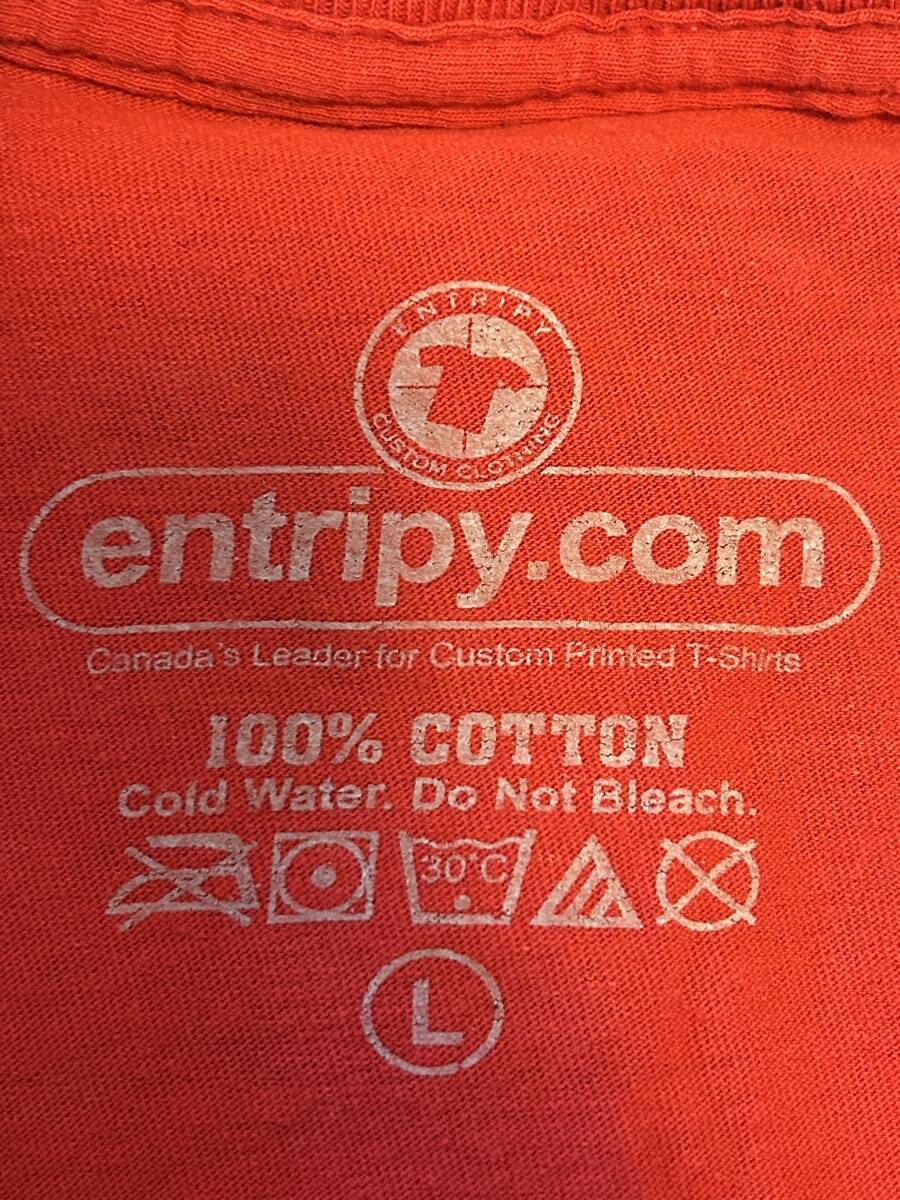 ENTRIPY
CUSTOM CLOTHING
entripy.com
Canada's Leader for Custom Printed T-Shirts
100% COTTON
Cold Water. Do Not Bleach.
30°C
L